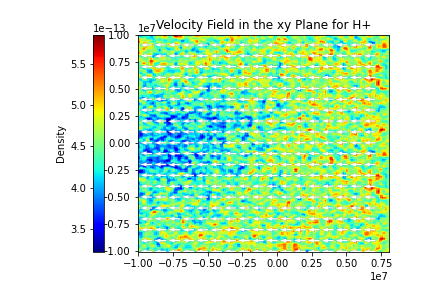 1e−13
1e7
Velocity Field in the xy Plane for H+
Density
5.5
5.0
4.5
4.0
3.5
1.00
0.75
0.50
0.25
0.00
−0.25
−0.50
−0.75
−1.00
−1.00 −0.75 −0.50 −0.25 0.00 0.25 0.50 0.75
1e7